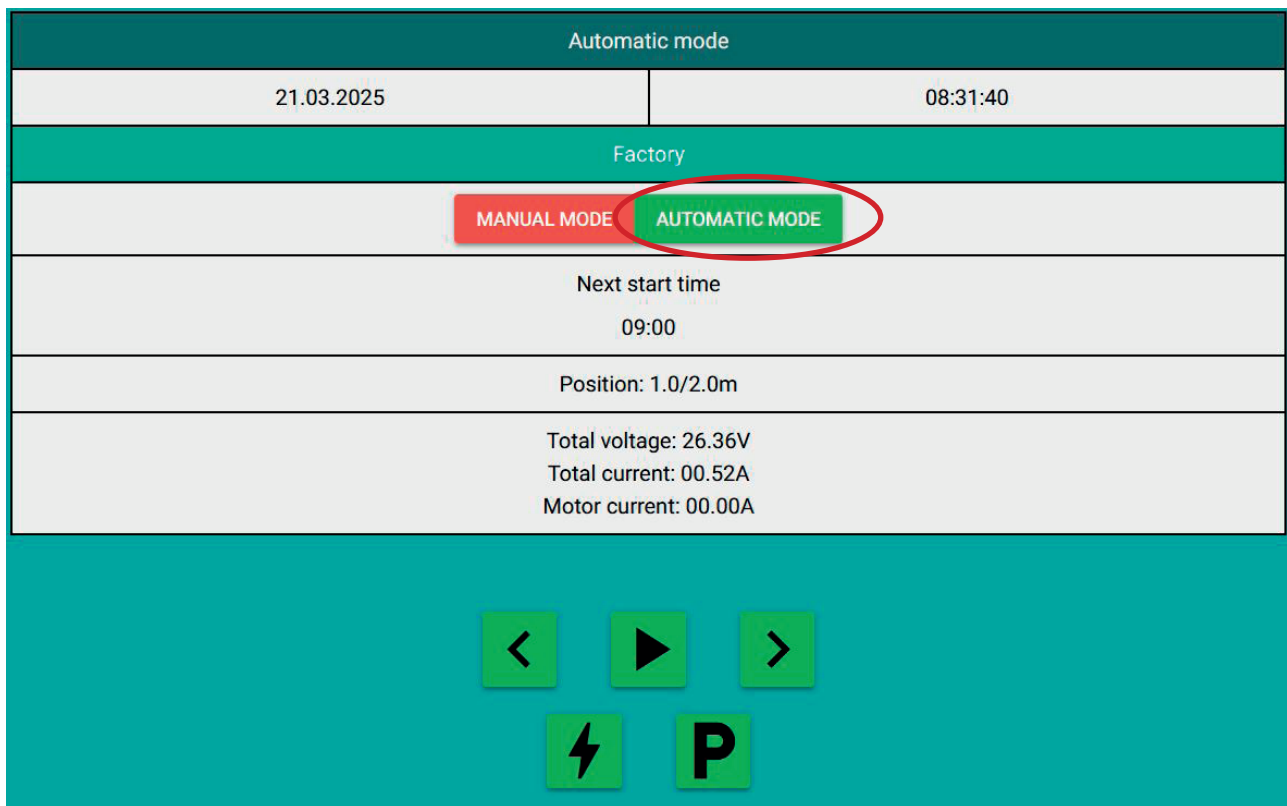 Automatic mode
21.03.2025 08:31:40
Factory
MANUAL MODE AUTOMATIC MODE
Next start time
09:00
Position: 1.0/2.0m
Total voltage: 26.36V
Total current: 00.52A
Motor current: 00.00A
P